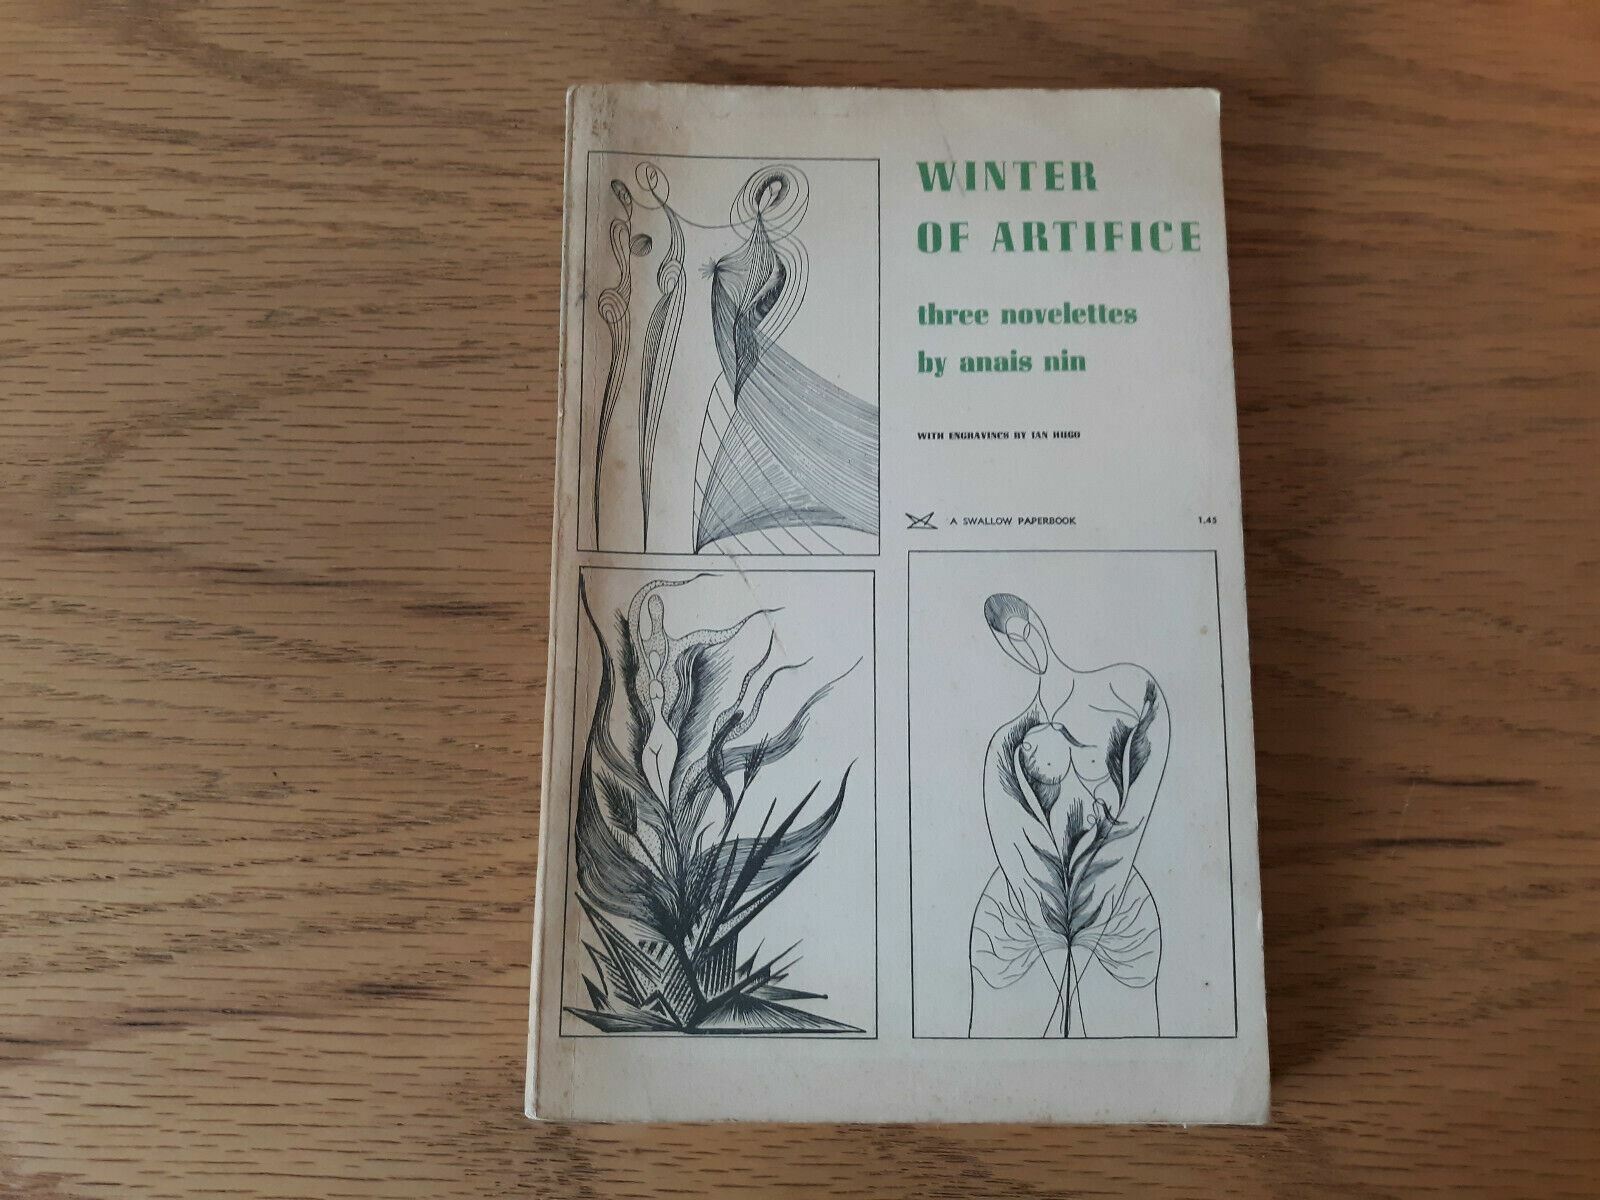 WINTER
OF ARTIFICE
three novelettes
by anais nin
WITH ENGRAVINGS BY IAN HUGO
A SWALLOW PAPERBOOK 1.45